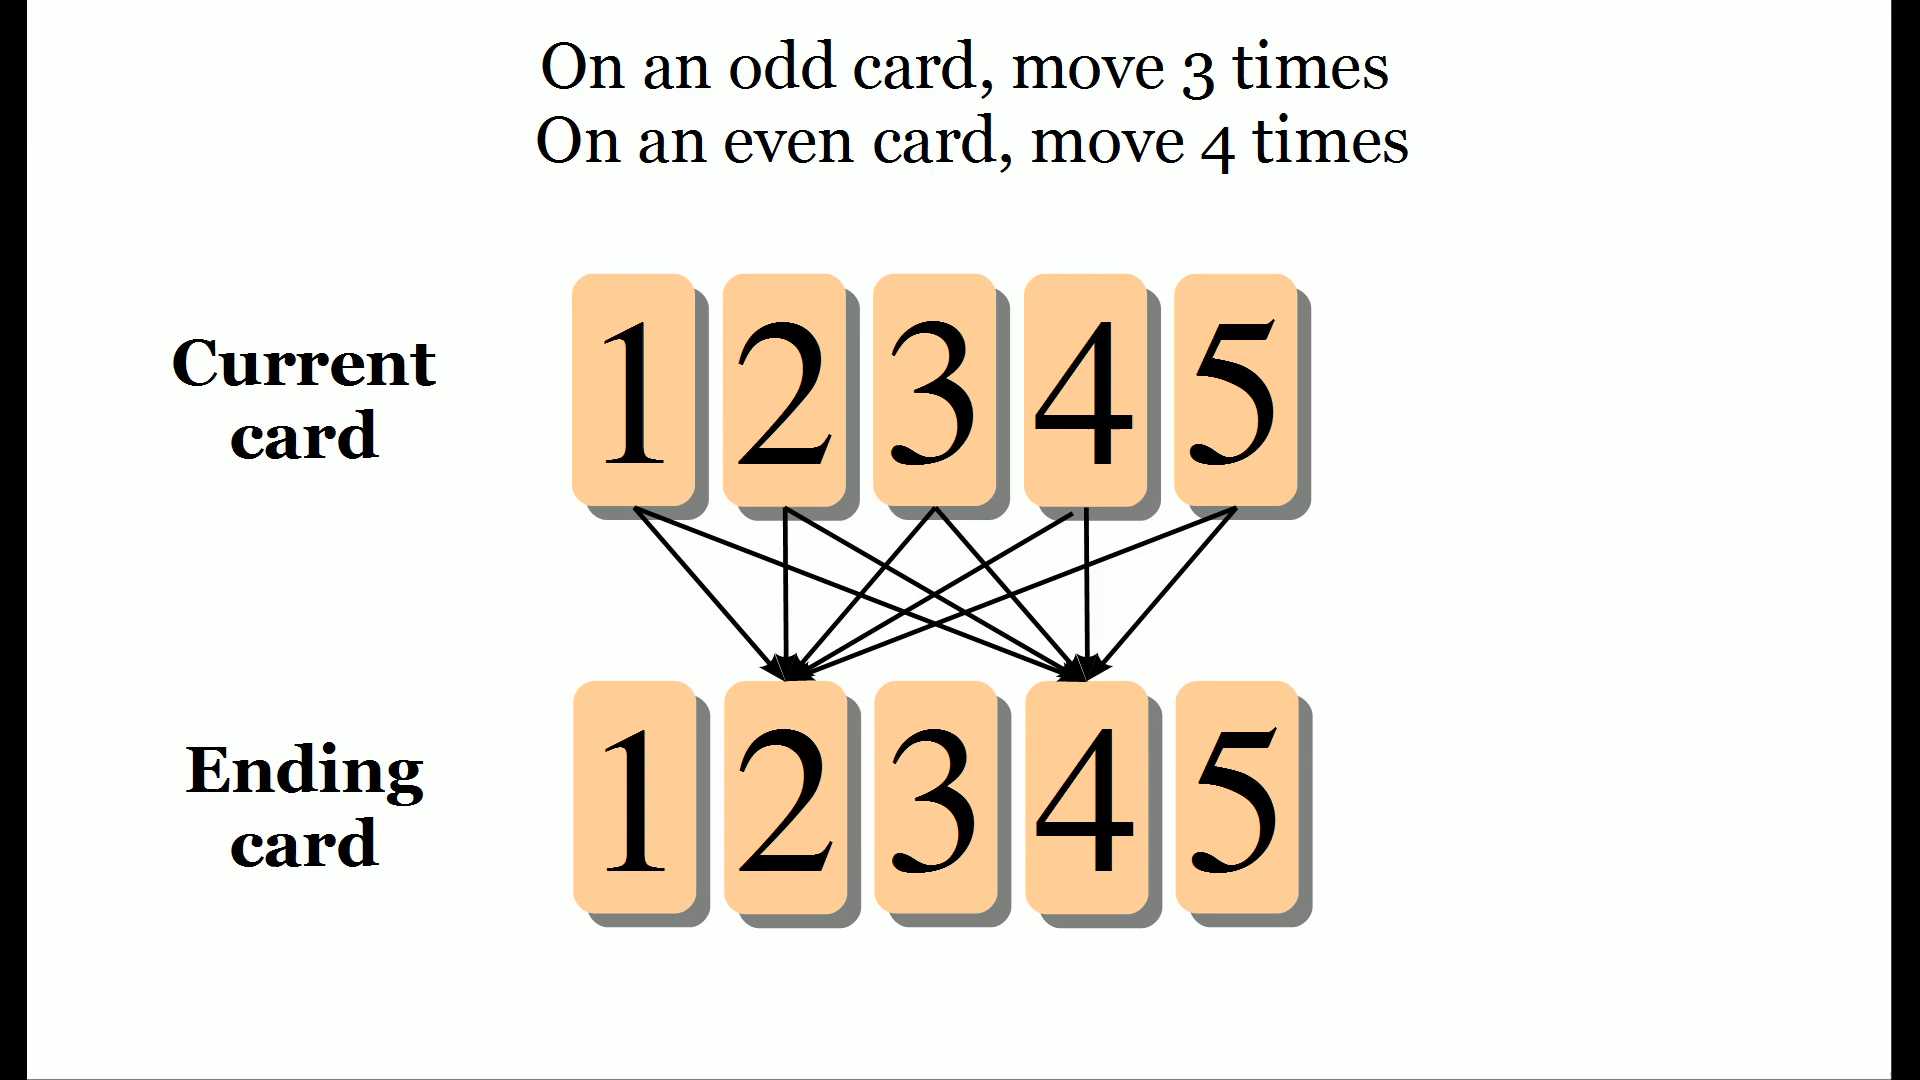 On an odd card, move 3 times
On an even card, move 4 times
1 2 3 4 5
Current
card
1 2 3 4 5
Ending
card